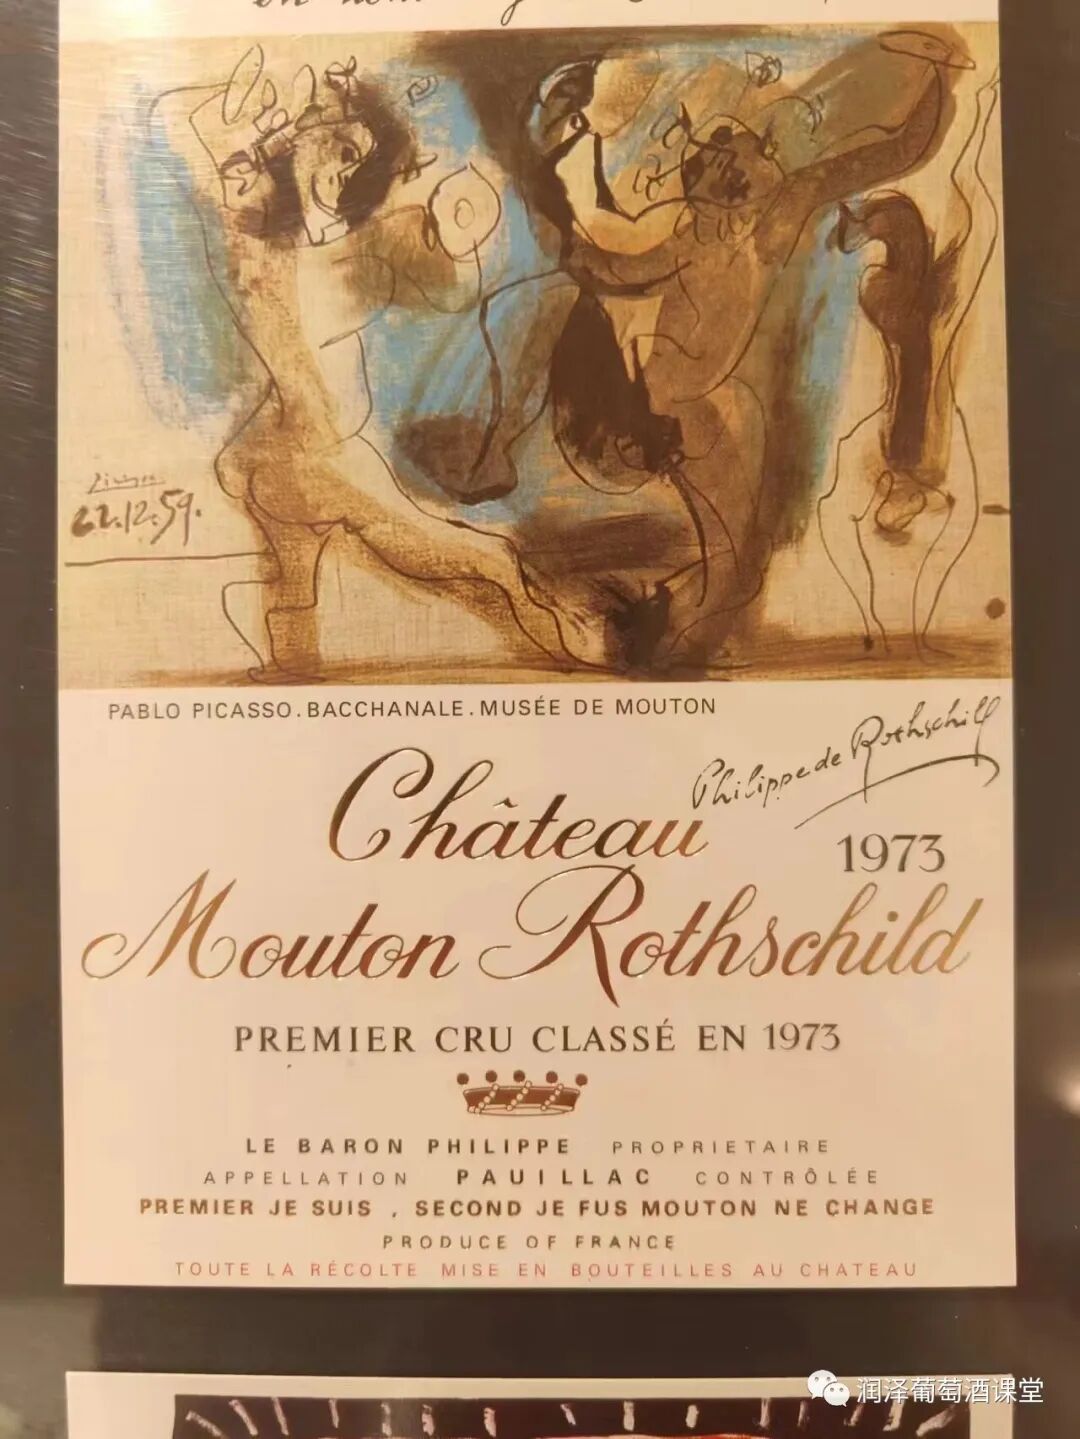 Picasso
22.12.59.
PABLO PICASSO.BACCHANALE.MUSÉE DE MOUTON
Philippe de Rothschild
Château
1973
Mouton Rothschild
PREMIER CRU CLASSÉ EN 1973
LE BARON PHILIPPE PROPRIETAIRE
APPELLATION PAUILLAC CONTRÔLÉE
PREMIER JE SUIS , SECOND JE FUS MOUTON NE CHANGE
PRODUCE OF FRANCE
TOUTE LA RÉCOLTE MISE EN BOUTEILLES AU CHATEAU
润泽葡萄酒课堂